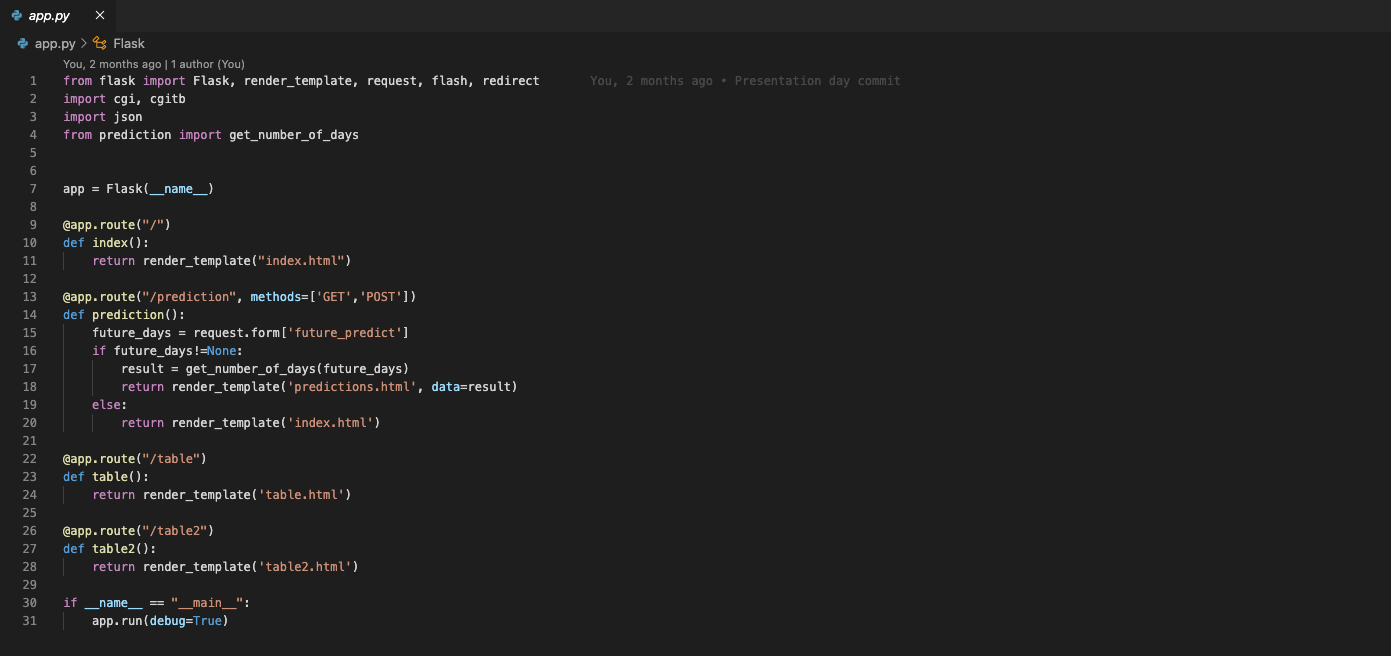 app.py ×
app.py > Flask
You, 2 months ago | 1 author (You)
1 from flask import Flask, render_template, request, flash, redirect You, 2 months ago • Presentation day commit
2 import cgi, cgitb
3 import json
4 from prediction import get_number_of_days
5
6
7 app = Flask(__name__)
8
9 @app.route("/")
10 def index():
11     return render_template("index.html")
12
13 @app.route("/prediction", methods=['GET','POST'])
14 def prediction():
15     future_days = request.form['future_predict']
16     if future_days!=None:
17         result = get_number_of_days(future_days)
18         return render_template('predictions.html', data=result)
19     else:
20         return render_template('index.html')
21
22 @app.route("/table")
23 def table():
24     return render_template('table.html')
25
26 @app.route("/table2")
27 def table2():
28     return render_template('table2.html')
29
30 if __name__ == "__main__":
31     app.run(debug=True)